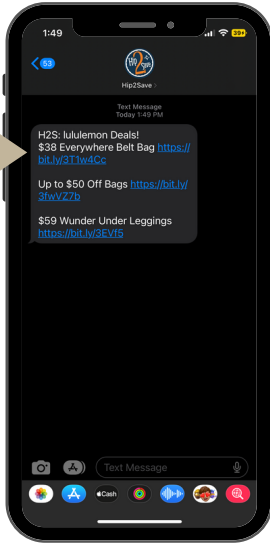 1:49
39
53
Hip2Save
Hip2Save >
Text Message
Today 1:49 PM
H2S: lululemon Deals!
$38 Everywhere Belt Bag https://
bit.ly/3T1w4Cc
Up to $50 Off Bags https://bit.ly/
3fwVZ7b
$59 Wunder Under Leggings
https://bit.ly/3EVf5
Text Message
Cash